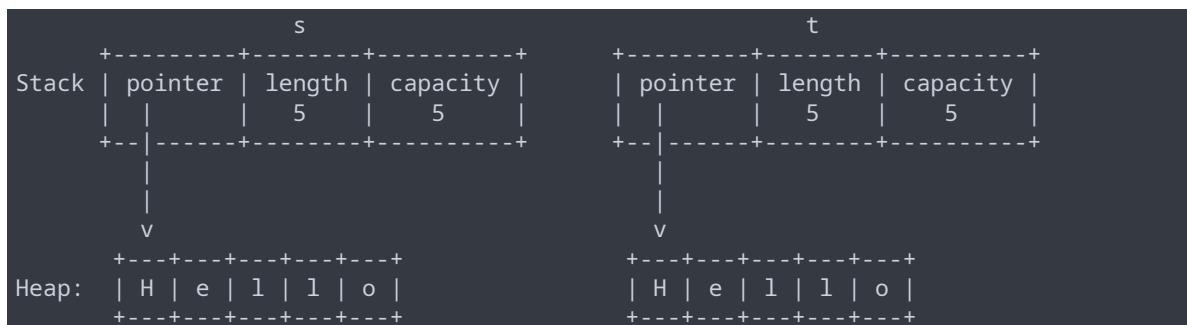 s                                    t
      +---------+--------+----------+      +---------+--------+----------+
Stack | pointer | length | capacity |      | pointer | length | capacity |
      |  |      |   5    |    5     |      |  |      |   5    |    5     |
      +--|------+--------+----------+      +--|------+--------+----------+
         |                                    |
         |                                    |
         v                                    v
       +---+---+---+---+---+                +---+---+---+---+---+
Heap:  | H | e | l | l | o |                | H | e | l | l | o |
       +---+---+---+---+---+                +---+---+---+---+---+